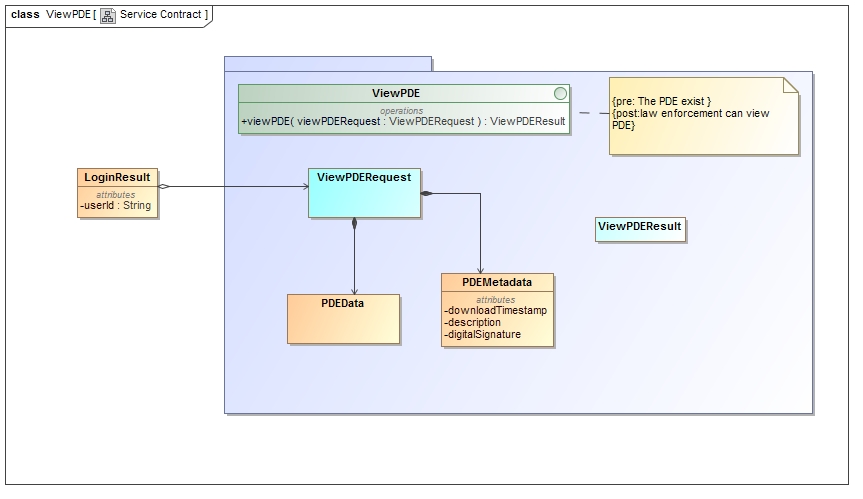 class ViewPDE [ Service Contract ]
ViewPDE
operations
+viewPDE( viewPDERequest : ViewPDERequest ) : ViewPDEResult
{pre: The PDE exist }
{post:law enforcement can view
PDE}
LoginResult
attributes
-userId : String
ViewPDERequest
ViewPDEResult
PDEData
PDEMetadata
attributes
-downloadTimestamp
-description
-digitalSignature